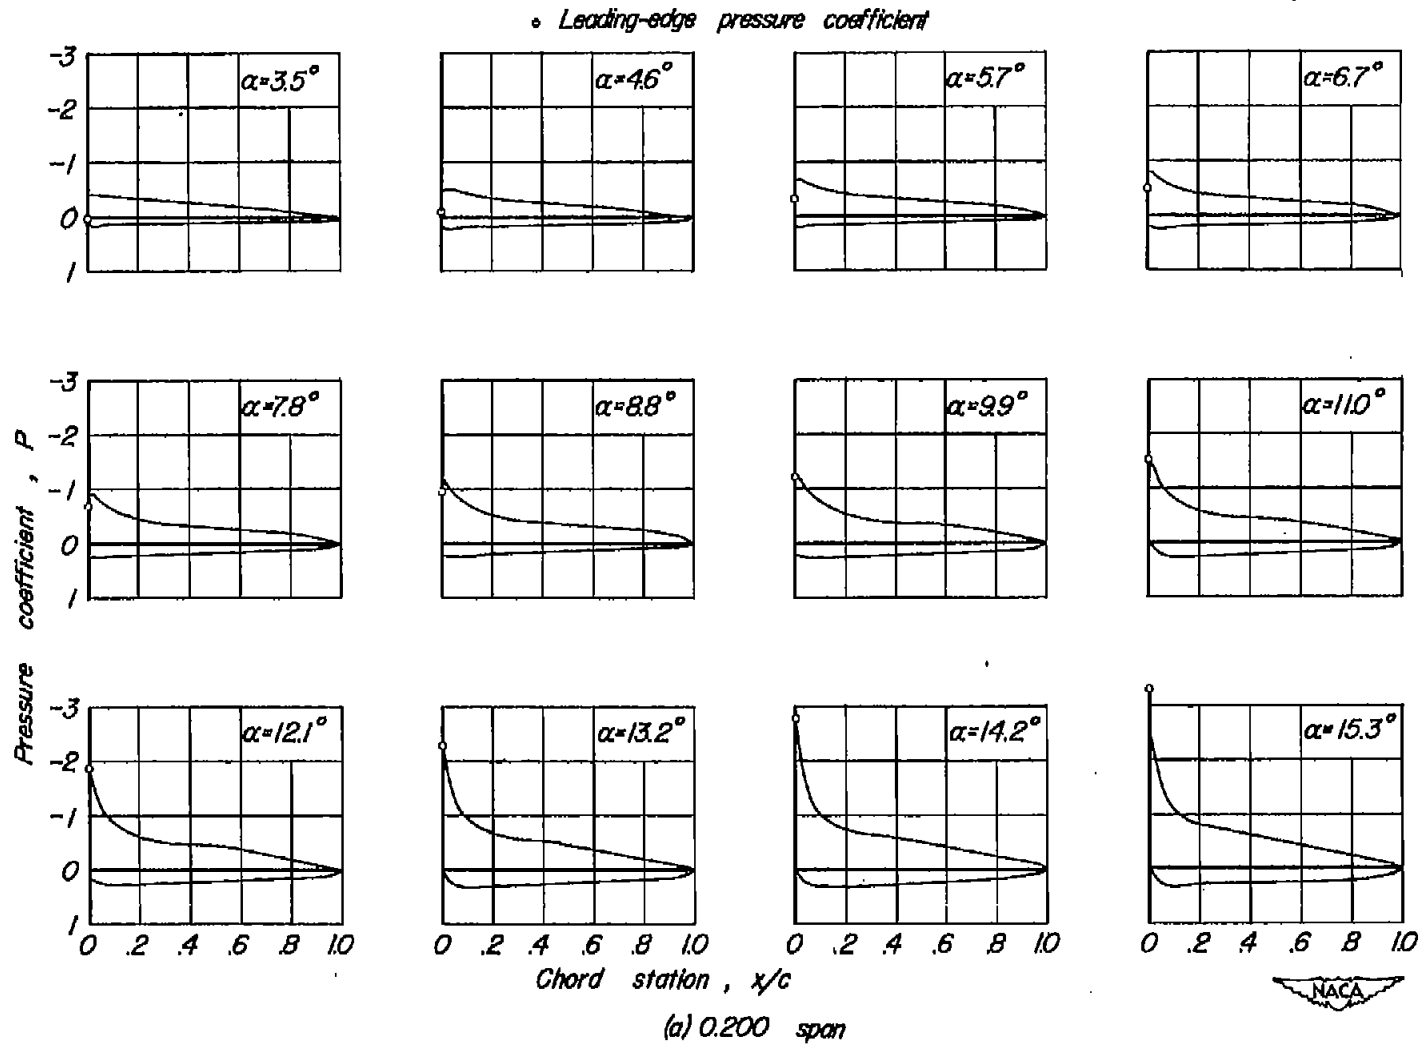 Leading-edge pressure coefficient
-3
-2
-1
0
1
α=3.5°
α=4.6°
α=5.7°
α=6.7°
-3
-2
-1
0
1
α=7.8°
α=8.8°
α=9.9°
α=11.0°
-3
-2
-1
0
1
α=12.1°
α=13.2°
α=14.2°
α=15.3°
Pressure coefficient , P
0 .2 .4 .6 .8 1.0
0 .2 .4 .6 .8 1.0
0 .2 .4 .6 .8 1.0
0 .2 .4 .6 .8 1.0
Chord station , x/c
NACA
(a) 0.200 span